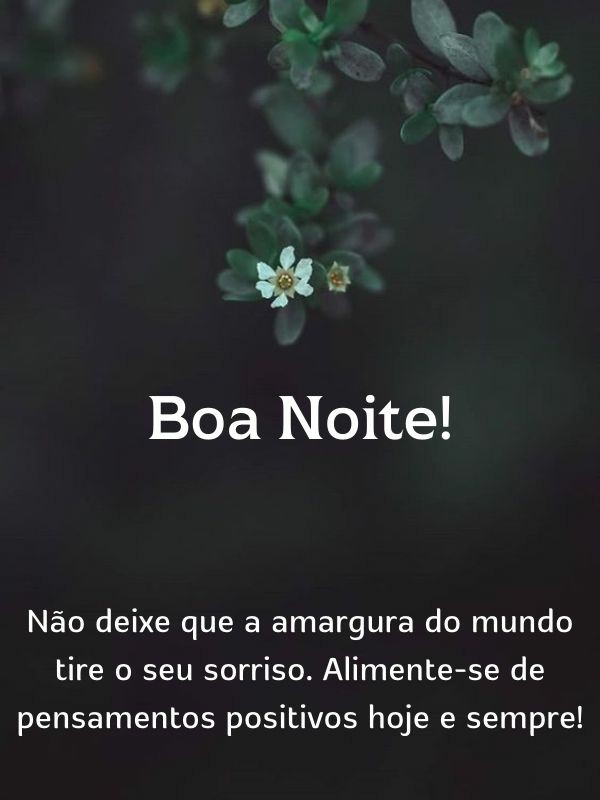 Boa Noite!
Não deixe que a amargura do mundo
tire o seu sorriso. Alimente-se de
pensamentos positivos hoje e sempre!